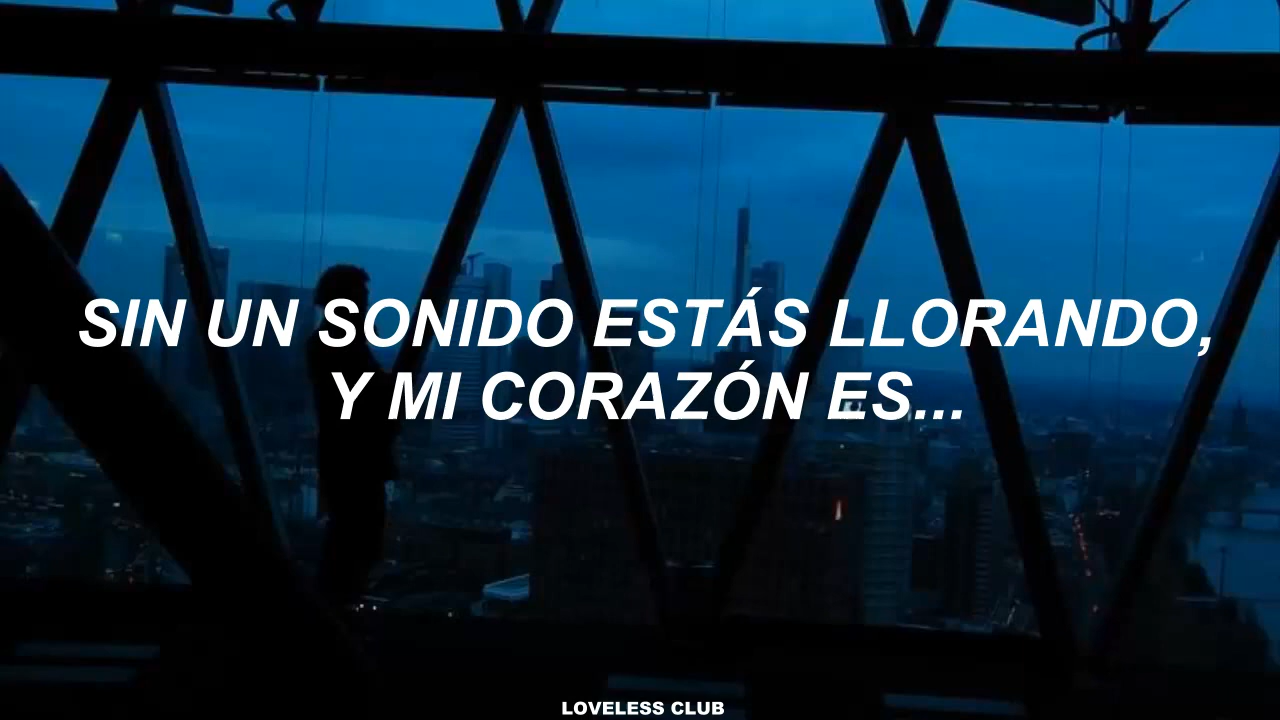 SIN UN SONIDO ESTÁS LLORANDO,
Y MI CORAZÓN ES...
LOVELESS CLUB